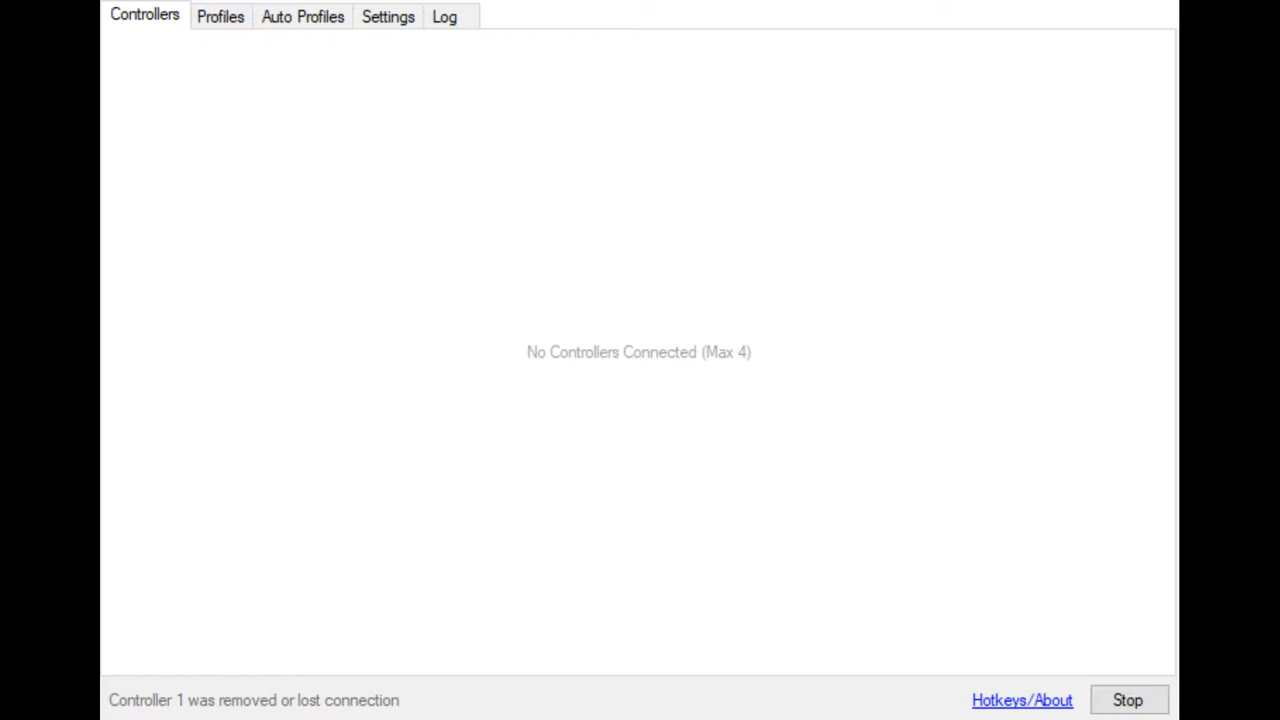 Controllers Profiles Auto Profiles Settings Log
No Controllers Connected (Max 4)
Controller 1 was removed or lost connection Hotkeys/About Stop